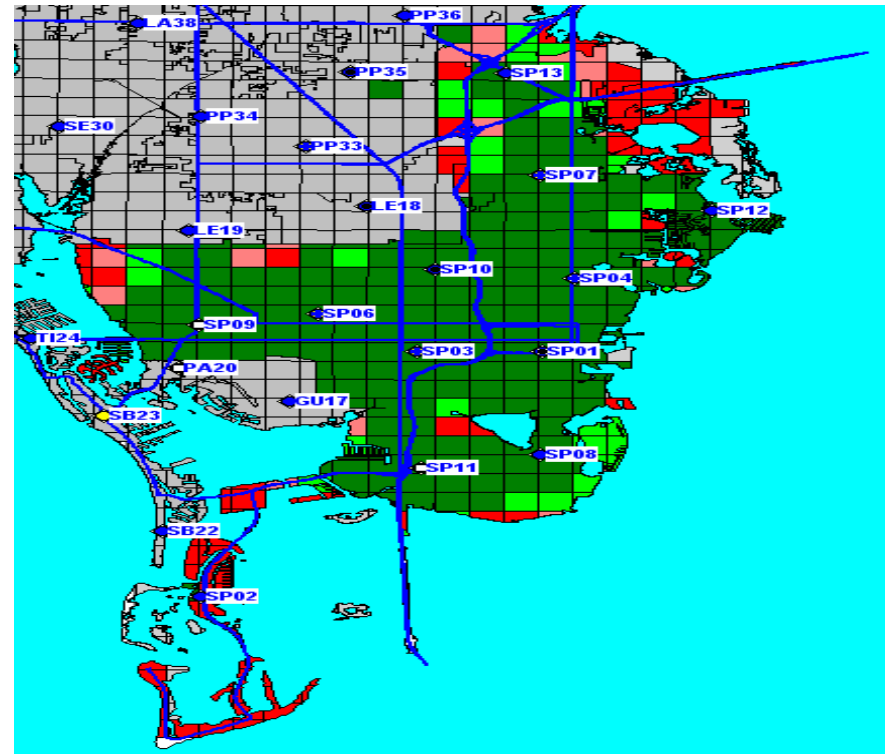 PP36
LA38
PP35
SP13
PP34
SE30
PP33
SP07
LE18
SP12
LE19
SP10
SP04
SP06
SP09
TI24
SP03
SP01
PA20
GU17
SB23
SP08
SP11
SB22
SP02